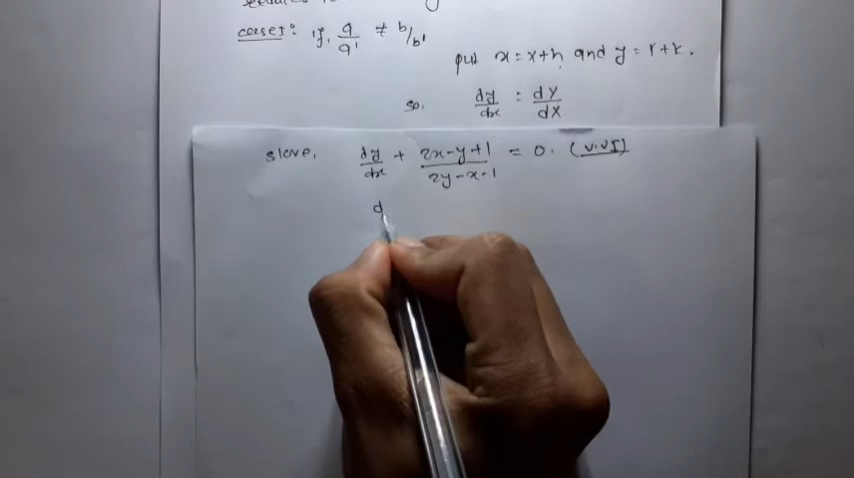 case I: if, a/a' ≠ b/b'
put x = X+h and y = Y+k.
so, dy/dx = dY/dX
slove, dy/dx + (2x-y+1)/(2y-x-1) = 0. (V.V.I)
d